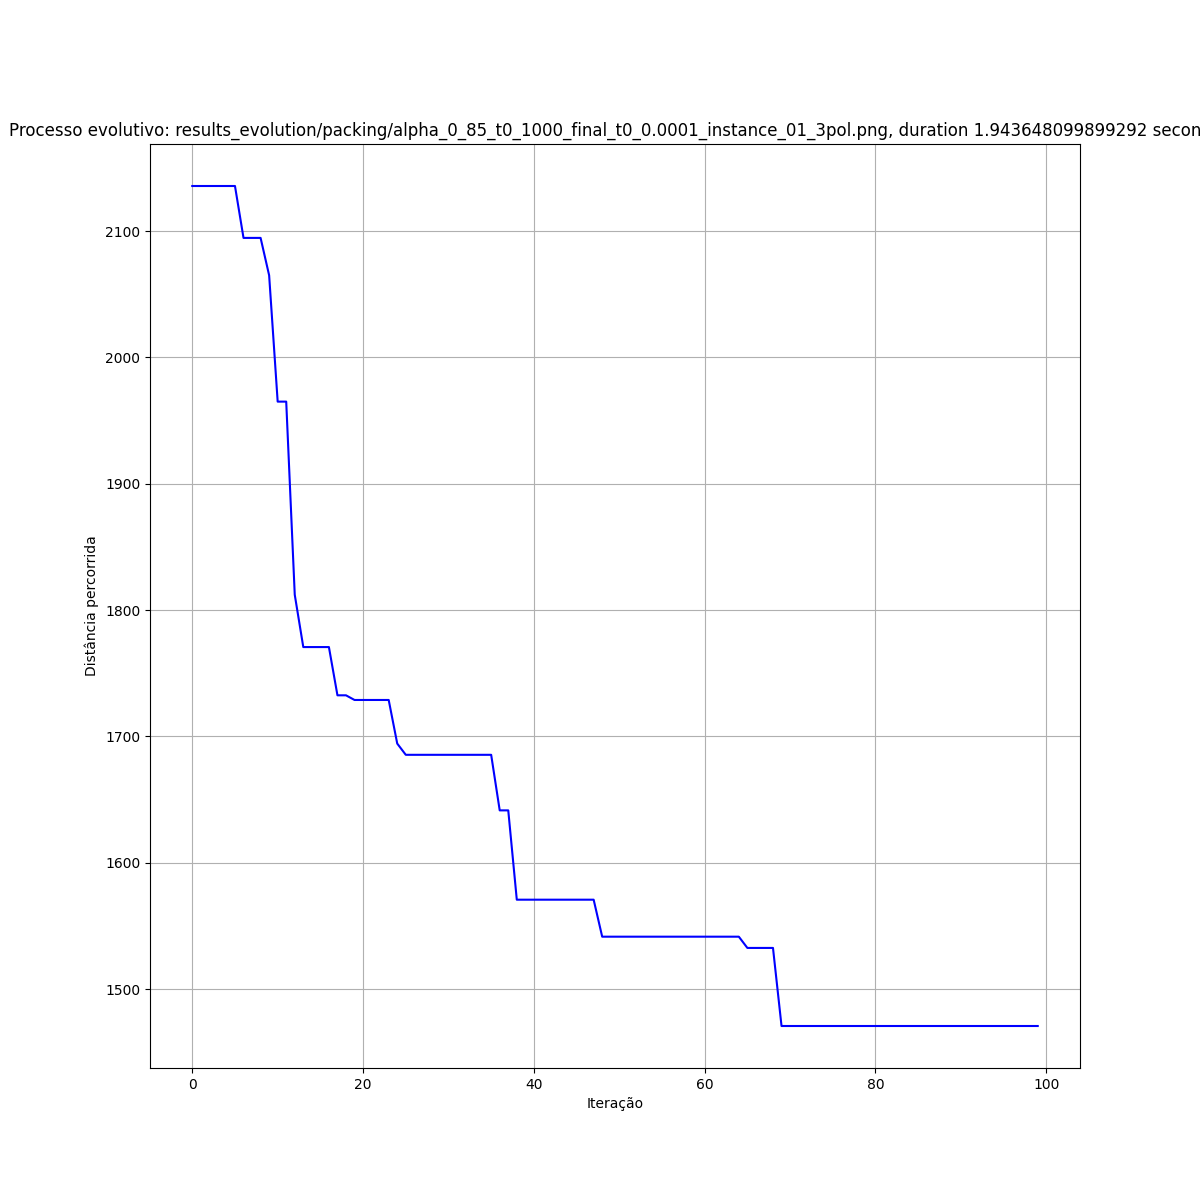 Processo evolutivo: results_evolution/packing/alpha_0_85_t0_1000_final_t0_0.0001_instance_01_3pol.png, duration 1.943648099899292 secon
2100
2000
1900
1800
1700
1600
1500
Distância percorrida
0 20 40 60 80 100
Iteração